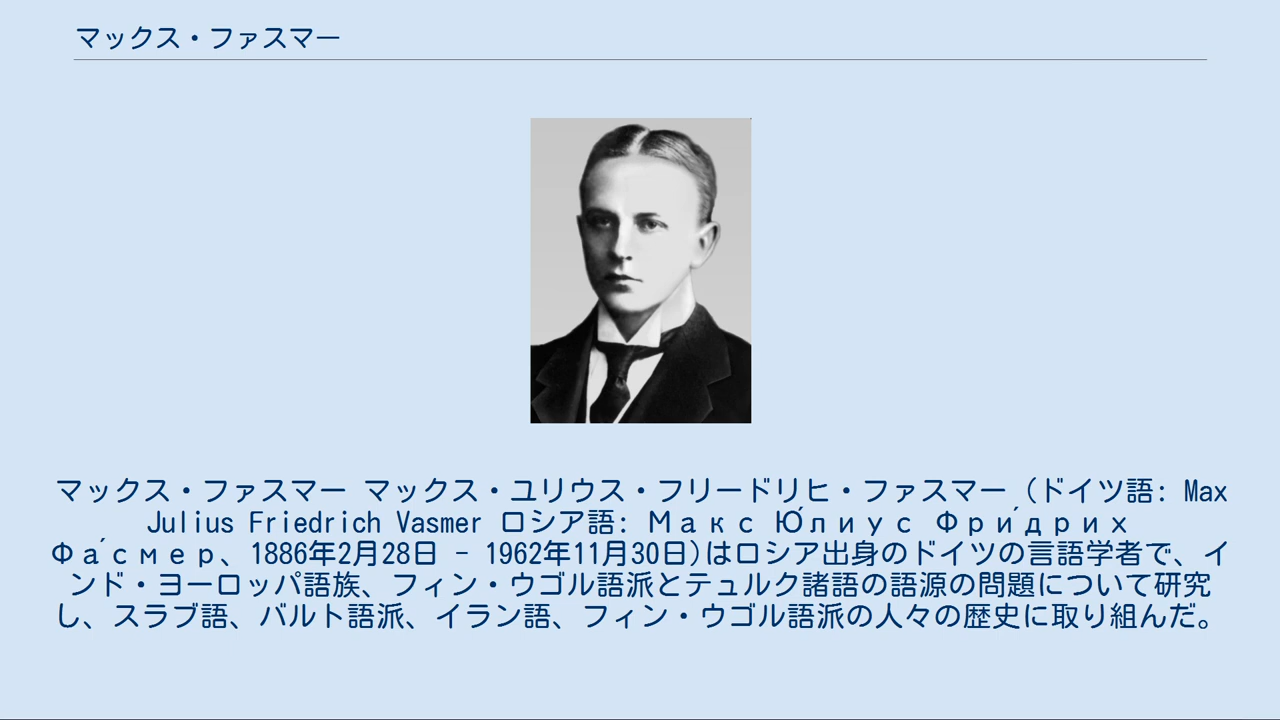 マックス・ファスマー
マックス・ファスマー マックス・ユリウス・フリードリヒ・ファスマー (ドイツ語: Max
Julius Friedrich Vasmer ロシア語: Макс Ю́лиус Фри́дрих
Фа́смер、1886年2月28日 - 1962年11月30日)はロシア出身のドイツの言語学者で、イ
ンド・ヨーロッパ語族、フィン・ウゴル語派とテュルク諸語の語源の問題について研究
し、スラブ語、バルト語派、イラン語、フィン・ウゴル語派の人々の歴史に取り組んだ。